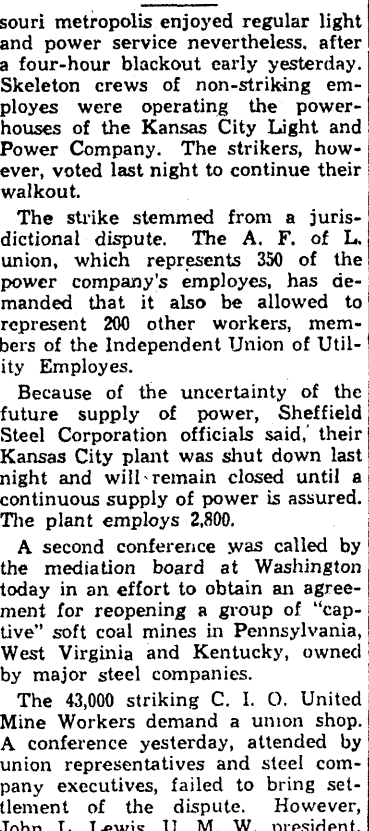 souri metropolis enjoyed regular light
and power service nevertheless, after
a four-hour blackout early yesterday.
Skeleton crews of non-striking em-
ployes were operating the power-
houses of the Kansas City Light and
Power Company. The strikers, how-
ever, voted last night to continue their
walkout.
The strike stemmed from a juris-
dictional dispute. The A. F. of L.
union, which represents 350 of the
power company's employes, has de-
manded that it also be allowed to
represent 200 other workers, mem-
bers of the Independent Union of Util-
ity Employes.
Because of the uncertainty of the
future supply of power, Sheffield
Steel Corporation officials said, their
Kansas City plant was shut down last
night and will remain closed until a
continuous supply of power is assured.
The plant employs 2,800.
A second conference was called by
the mediation board at Washington
today in an effort to obtain an agree-
ment for reopening a group of "cap-
tive" soft coal mines in Pennsylvania,
West Virginia and Kentucky, owned
by major steel companies.
The 43,000 striking C. I. O. United
Mine Workers demand a union shop.
A conference yesterday, attended by
union representatives and steel com-
pany executives, failed to bring set-
tlement of the dispute. However,
John L. Lewis, U. M. W. president,